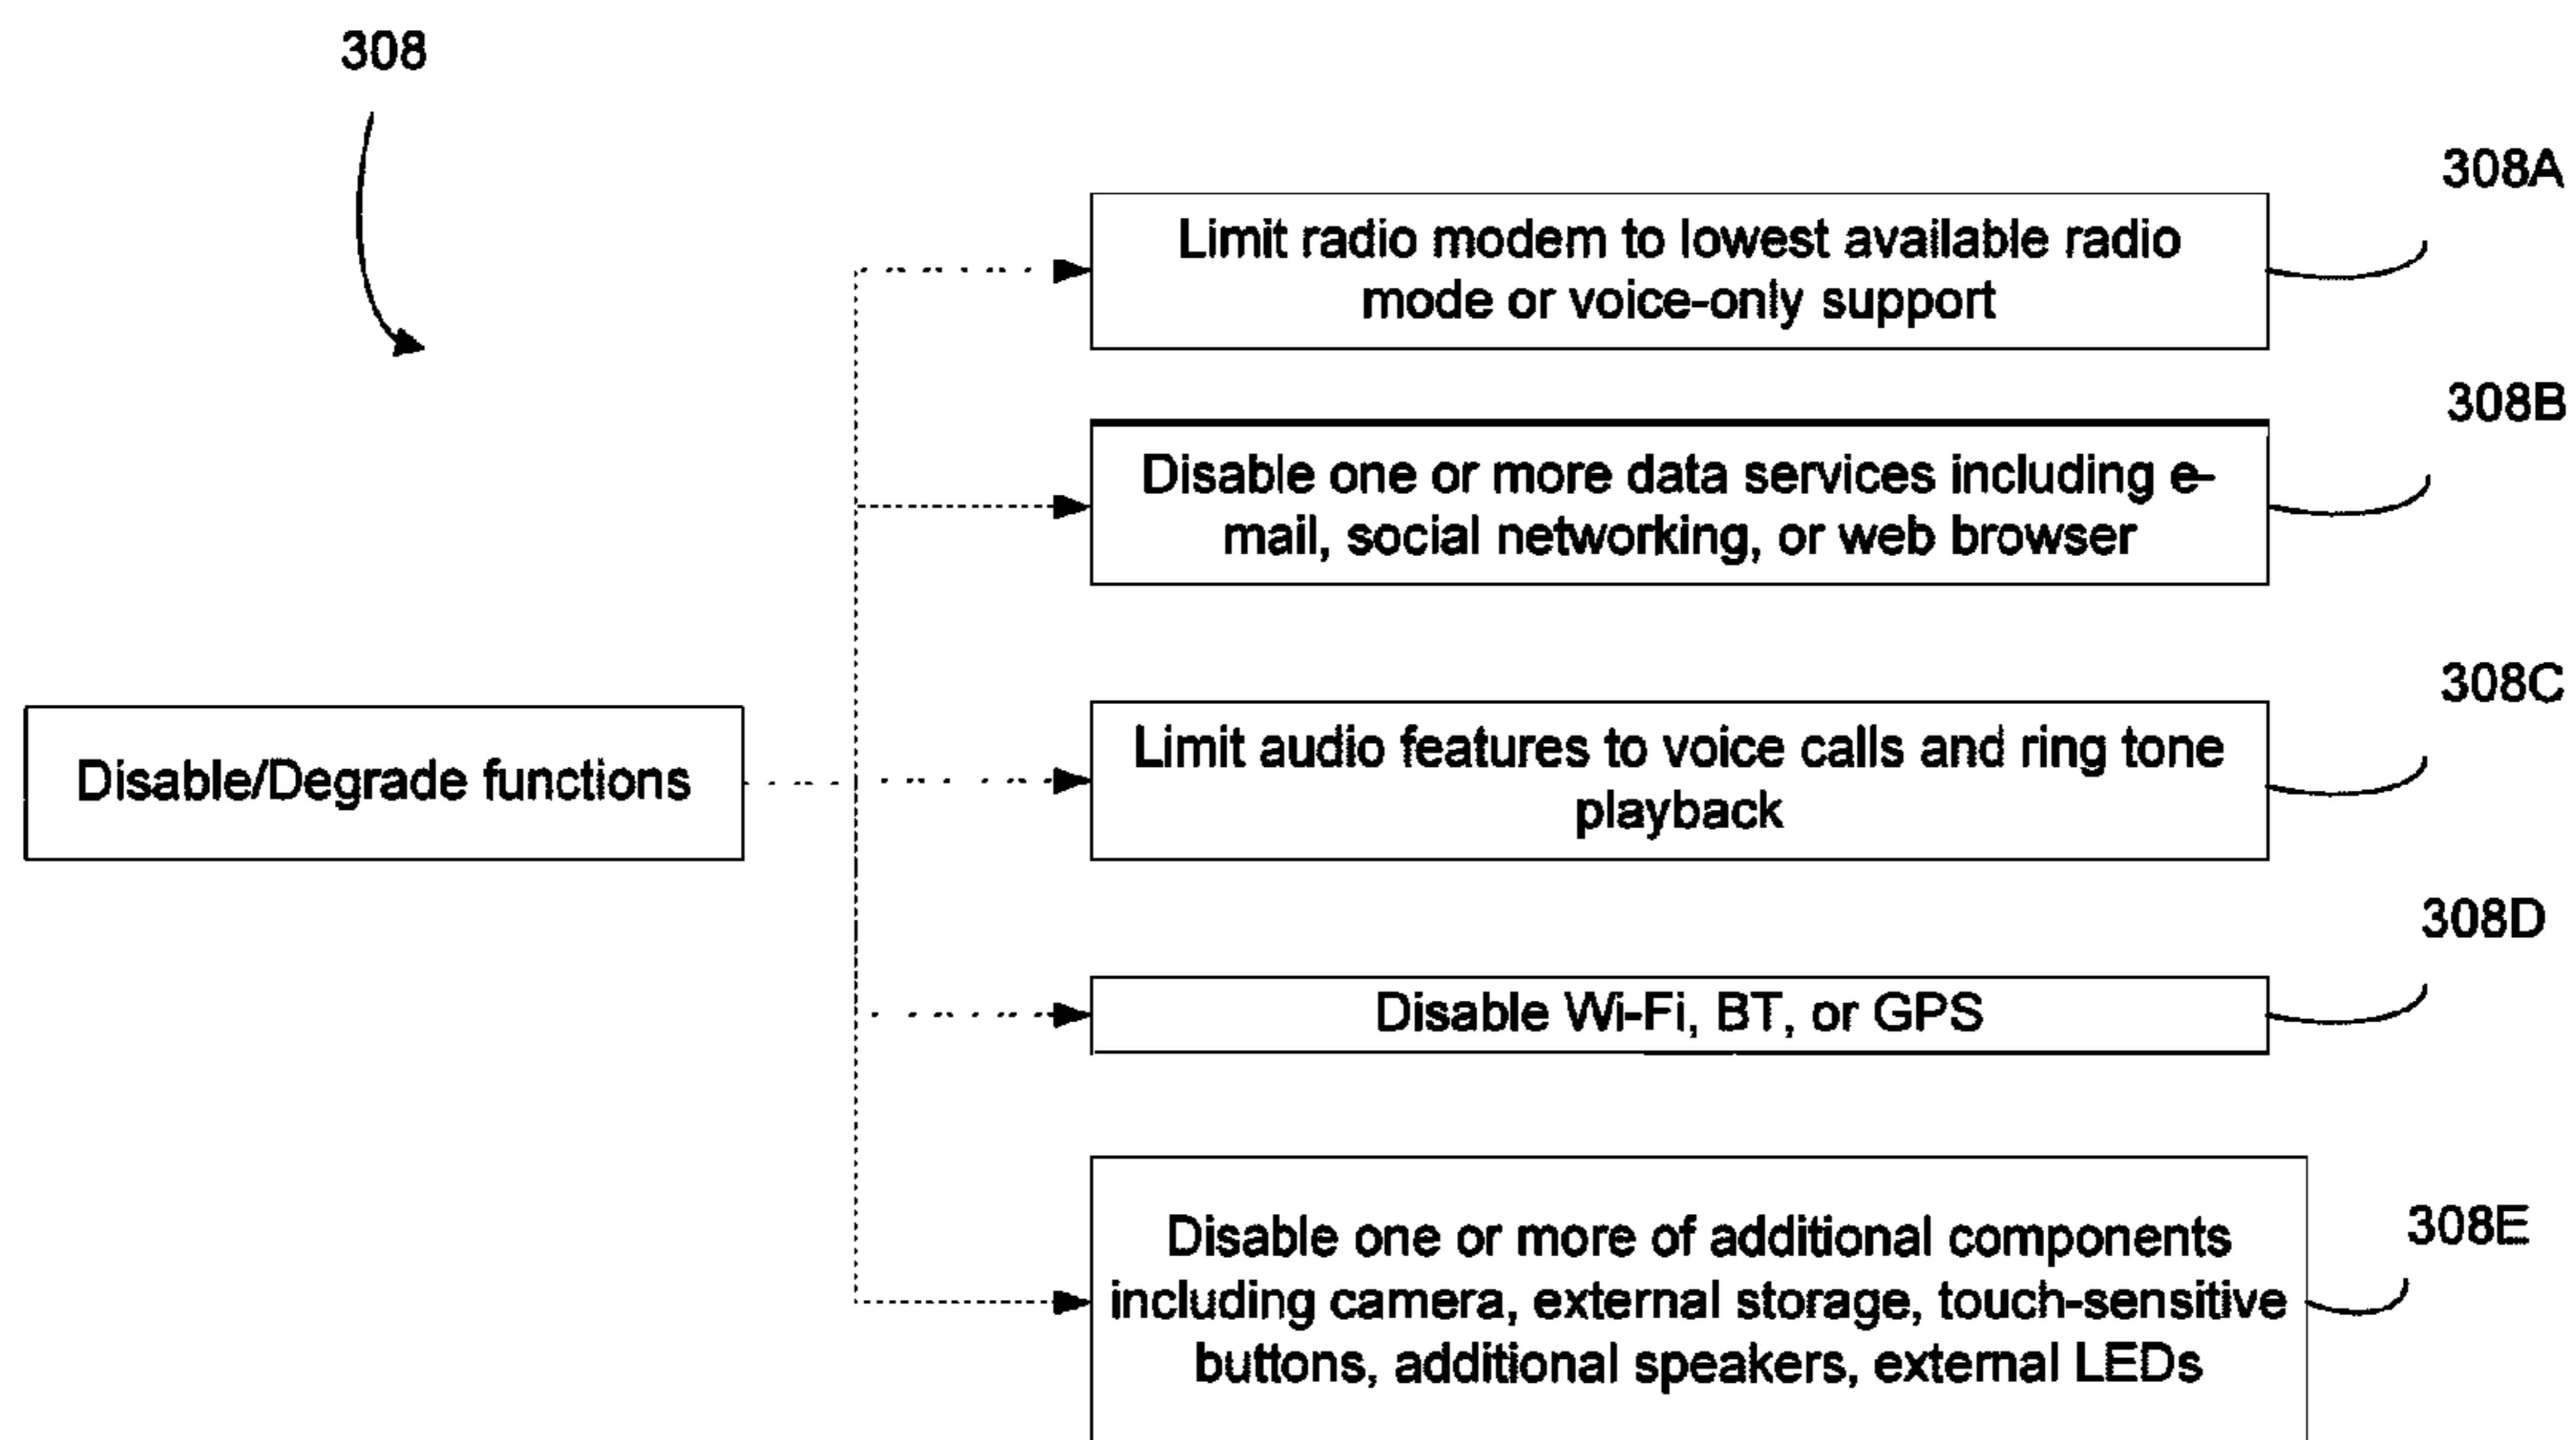 308
308A
Limit radio modem to lowest available radio
mode or voice-only support
308B
Disable one or more data services including e-
mail, social networking, or web browser
308C
Disable/Degrade functions
Limit audio features to voice calls and ring tone
playback
308D
Disable Wi-Fi, BT, or GPS
308E
Disable one or more of additional components
including camera, external storage, touch-sensitive
buttons, additional speakers, external LEDs